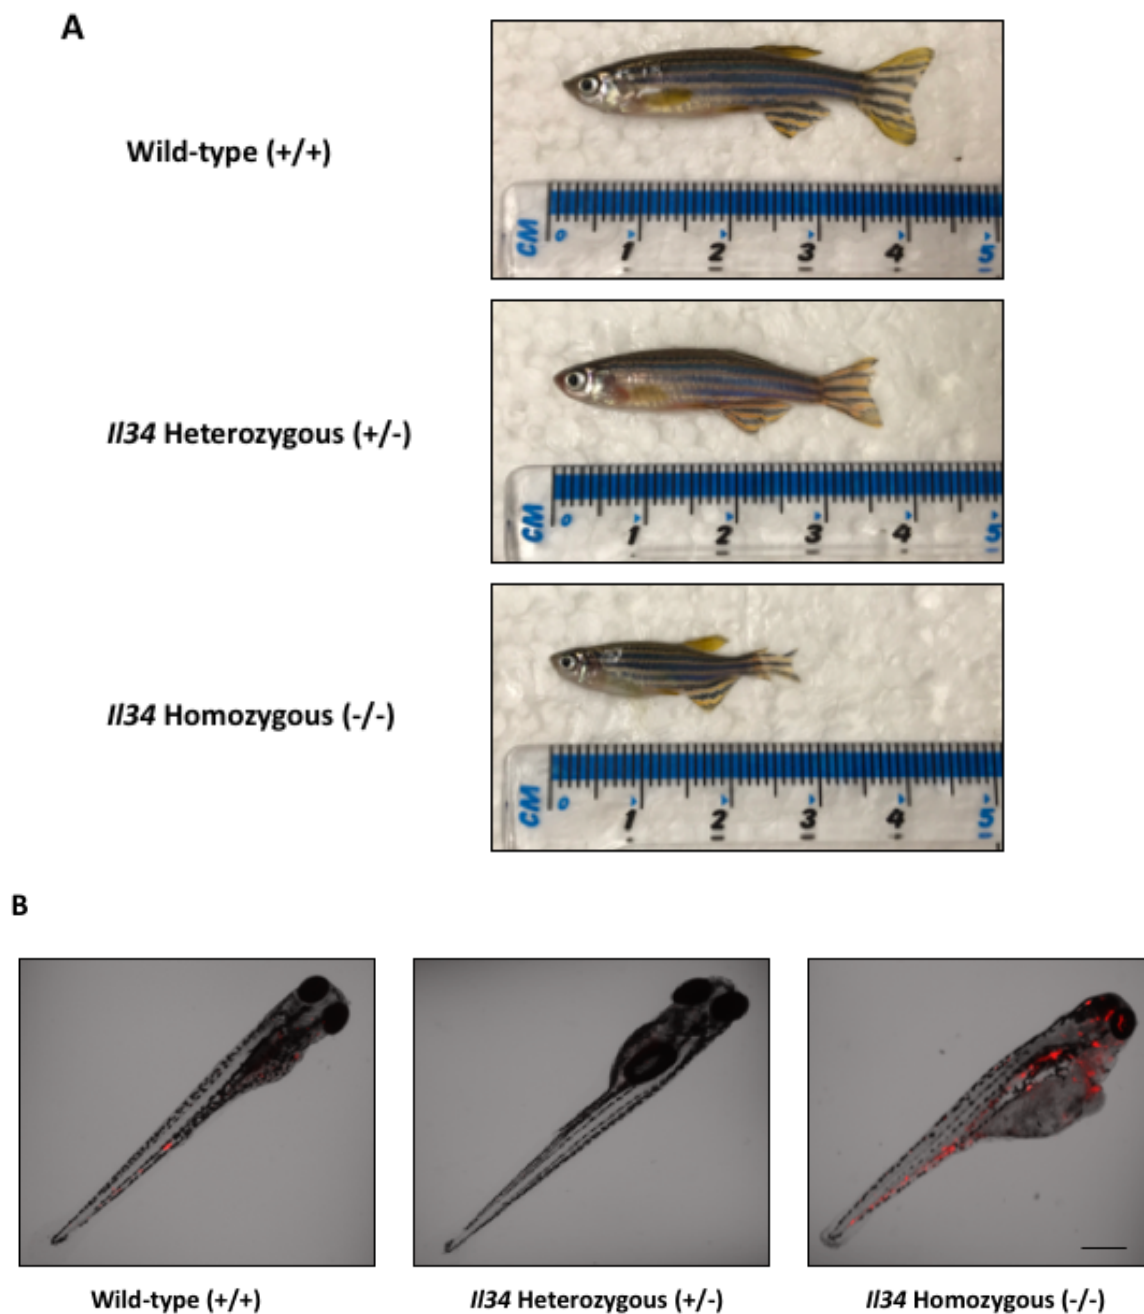 A
Wild-type (+/+)
CM 0 1 2 3 4 5
Il34 Heterozygous (+/-)
CM 0 1 2 3 4 5
Il34 Homozygous (-/-)
CM 0 1 2 3 4 5
B
Wild-type (+/+)
Il34 Heterozygous (+/-)
Il34 Homozygous (-/-)